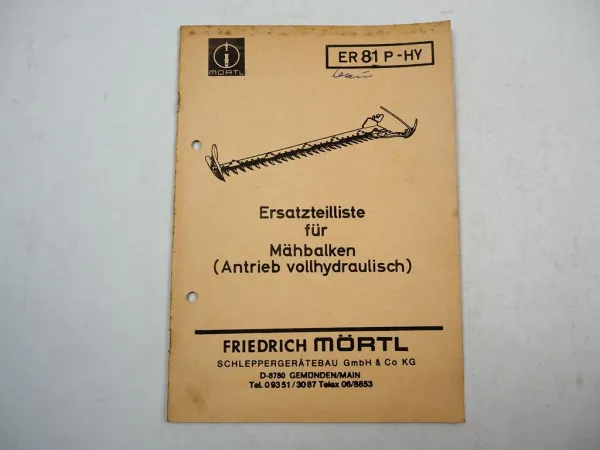 MÖRTL
ER 81 P-HY
Ersatzteilliste
für
Mähbalken
(Antrieb vollhydraulisch)
FRIEDRICH MÖRTL
SCHLEPPERGERÄTEBAU GmbH & Co KG
D-8780 GEMÜNDEN/MAIN
Tel. 09351/3087 Telex 06/8853